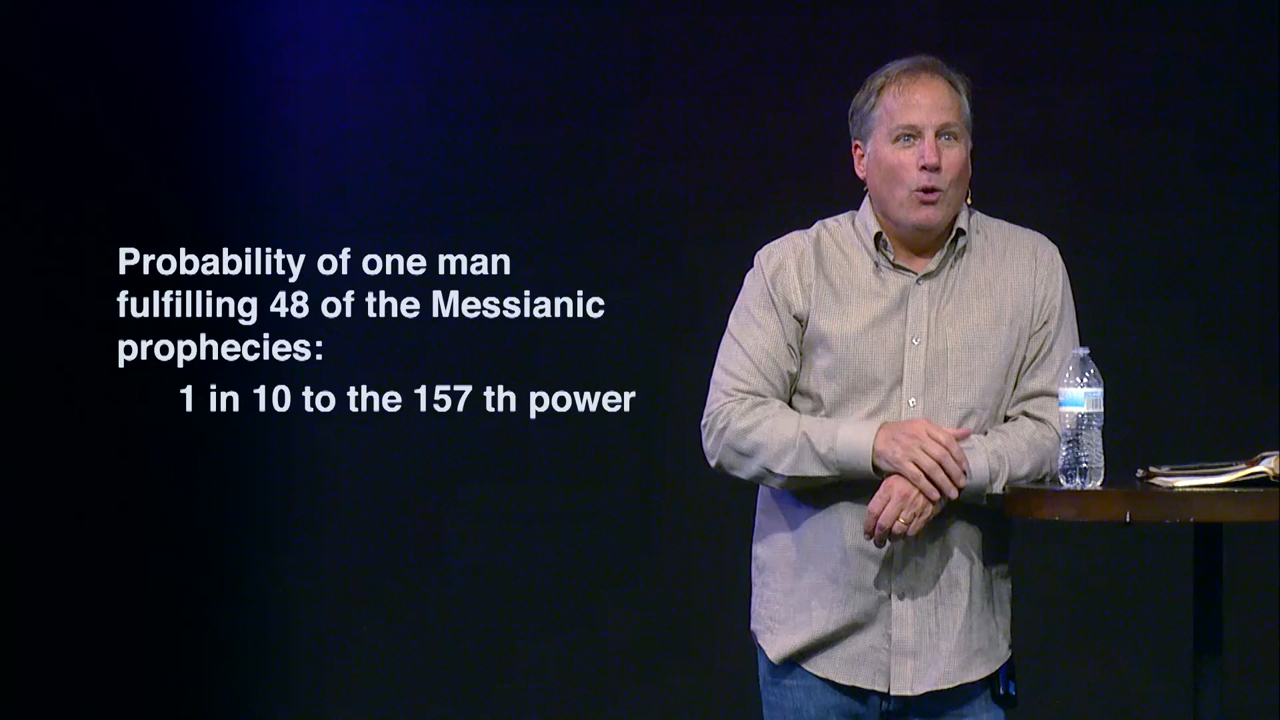 Probability of one man
fulfilling 48 of the Messianic
prophecies:
1 in 10 to the 157 th power